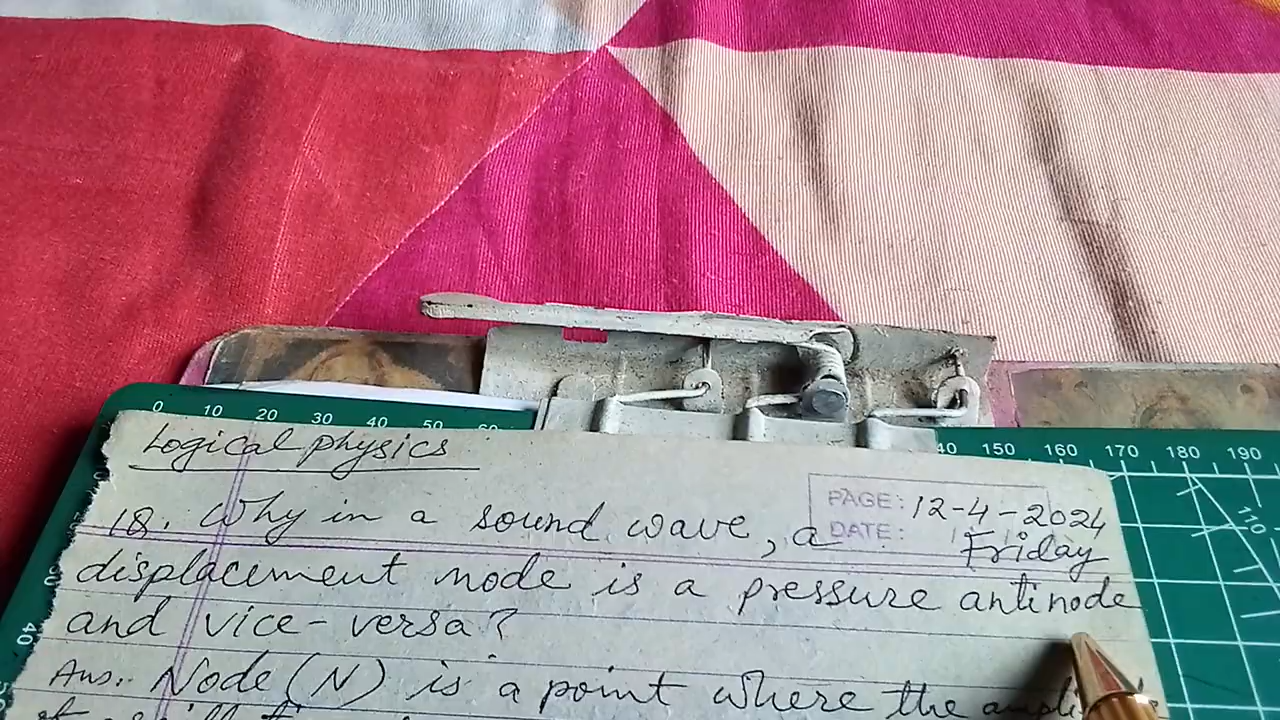 0 10 20 30 40 50 40 150 160 170 180 190
Logical physics
PAGE: 12-4-2024
18. Why in a sound wave, a DATE: Friday
displacement node is a pressure antinode
and vice-versa?
Ans. Node (N) is a point where the
40
110